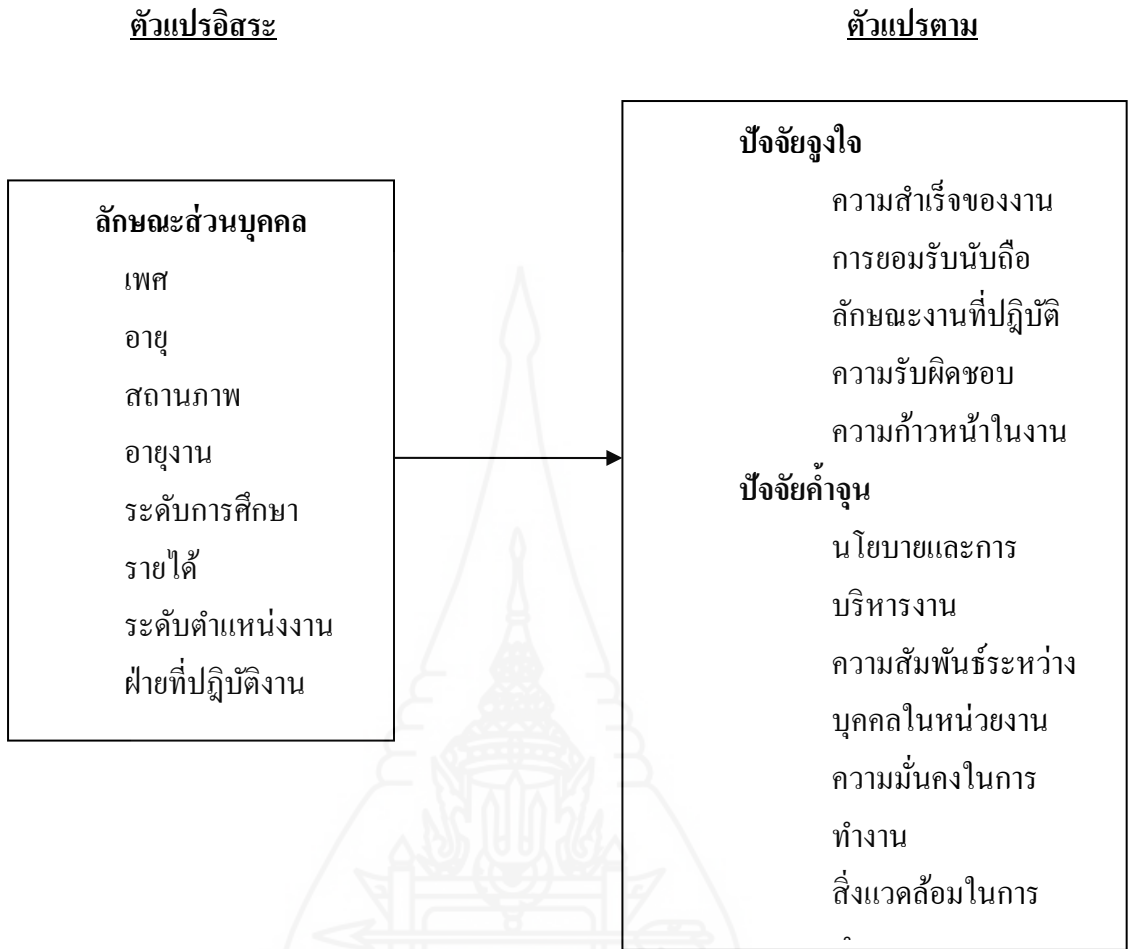 ตัวแปรอิสระ
ตัวแปรตาม
ลักษณะส่วนบุคคล
เพศ
อายุ
สถานภาพ
อายุงาน
ระดับการศึกษา
รายได้
ระดับตำแหน่งงาน
ฝ่ายที่ปฏิบัติงาน
ปัจจัยจูงใจ
ความสำเร็จของงาน
การยอมรับนับถือ
ลักษณะงานที่ปฏิบัติ
ความรับผิดชอบ
ความก้าวหน้าในงาน
ปัจจัยค้ำจุน
นโยบายและการ
บริหารงาน
ความสัมพันธ์ระหว่าง
บุคคลในหน่วยงาน
ความมั่นคงในการ
ทำงาน
สิ่งแวดล้อมในการ